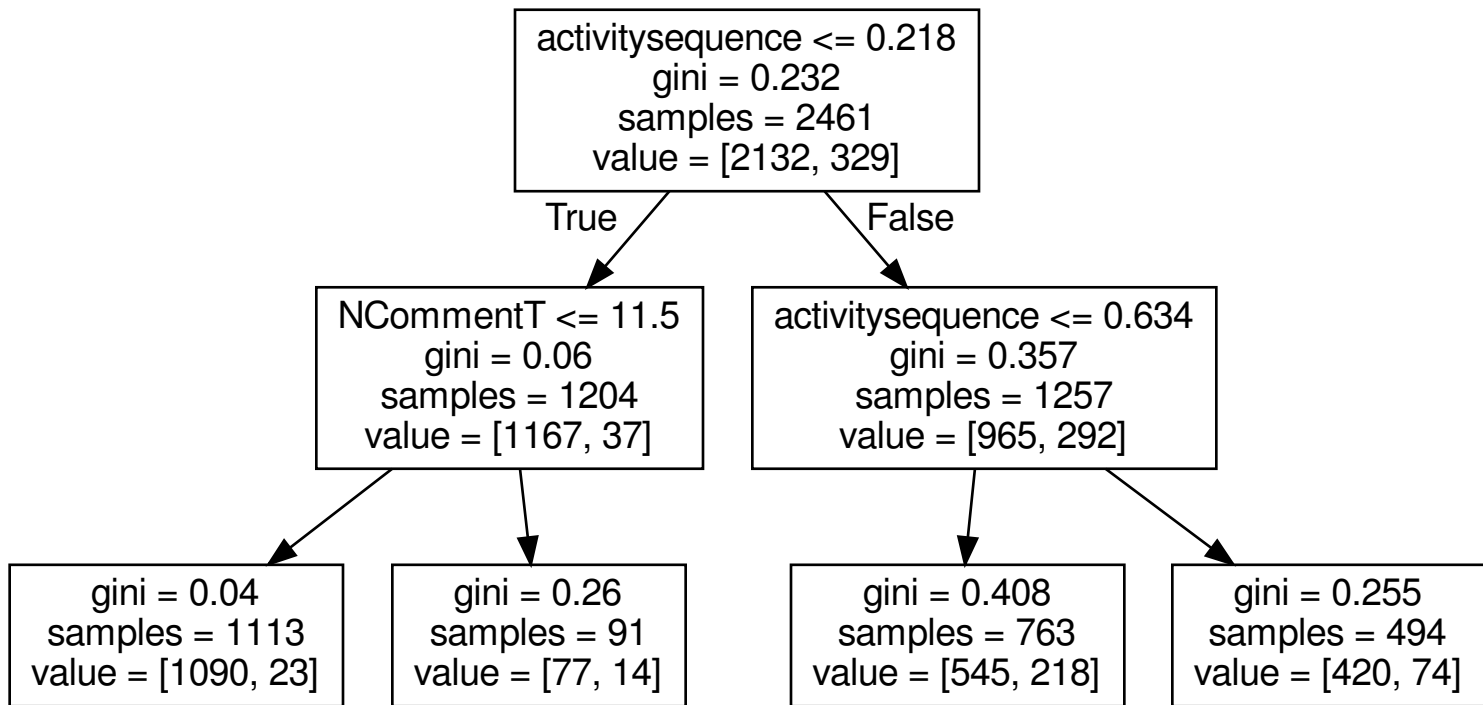 activitysequence <= 0.218
gini = 0.232
samples = 2461
value = [2132, 329]
True
False
NCommentT <= 11.5
gini = 0.06
samples = 1204
value = [1167, 37]
activitysequence <= 0.634
gini = 0.357
samples = 1257
value = [965, 292]
gini = 0.04
samples = 1113
value = [1090, 23]
gini = 0.26
samples = 91
value = [77, 14]
gini = 0.408
samples = 763
value = [545, 218]
gini = 0.255
samples = 494
value = [420, 74]